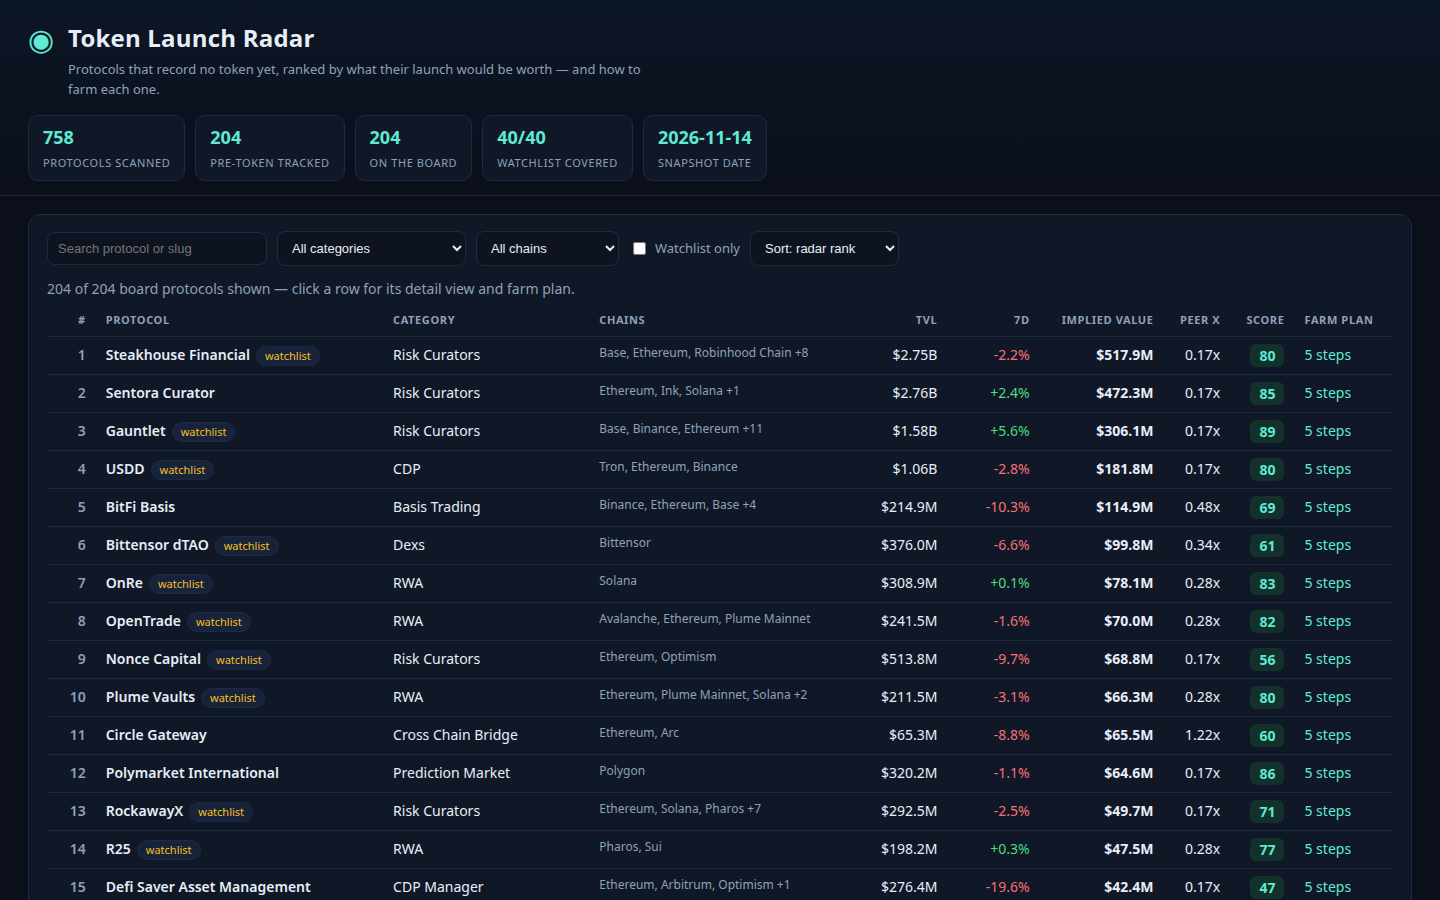 Token Launch Radar
Protocols that record no token yet, ranked by what their launch would be worth — and how to
farm each one.
758
PROTOCOLS SCANNED
204
PRE-TOKEN TRACKED
204
ON THE BOARD
40/40
WATCHLIST COVERED
2026-11-14
SNAPSHOT DATE
Search protocol or slug
All categories
All chains
Watchlist only
Sort: radar rank
204 of 204 board protocols shown — click a row for its detail view and farm plan.
# PROTOCOL CATEGORY CHAINS TVL 7D IMPLIED VALUE PEER X SCORE FARM PLAN
1 Steakhouse Financial watchlist Risk Curators Base, Ethereum, Robinhood Chain +8 $2.75B -2.2% $517.9M 0.17x 80 5 steps
2 Sentora Curator Risk Curators Ethereum, Ink, Solana +1 $2.76B +2.4% $472.3M 0.17x 85 5 steps
3 Gauntlet watchlist Risk Curators Base, Binance, Ethereum +11 $1.58B +5.6% $306.1M 0.17x 89 5 steps
4 USDD watchlist CDP Tron, Ethereum, Binance $1.06B -2.8% $181.8M 0.17x 80 5 steps
5 BitFi Basis Basis Trading Binance, Ethereum, Base +4 $214.9M -10.3% $114.9M 0.48x 69 5 steps
6 Bittensor dTAO watchlist Dexs Bittensor $376.0M -6.6% $99.8M 0.34x 61 5 steps
7 OnRe watchlist RWA Solana $308.9M +0.1% $78.1M 0.28x 83 5 steps
8 OpenTrade watchlist RWA Avalanche, Ethereum, Plume Mainnet $241.5M -1.6% $70.0M 0.28x 82 5 steps
9 Nonce Capital watchlist Risk Curators Ethereum, Optimism $513.8M -9.7% $68.8M 0.17x 56 5 steps
10 Plume Vaults watchlist RWA Ethereum, Plume Mainnet, Solana +2 $211.5M -3.1% $66.3M 0.28x 80 5 steps
11 Circle Gateway Cross Chain Bridge Ethereum, Arc $65.3M -8.8% $65.5M 1.22x 60 5 steps
12 Polymarket International Prediction Market Polygon $320.2M -1.1% $64.6M 0.17x 86 5 steps
13 RockawayX watchlist Risk Curators Ethereum, Solana, Pharos +7 $292.5M -2.5% $49.7M 0.17x 71 5 steps
14 R25 watchlist RWA Pharos, Sui $198.2M +0.3% $47.5M 0.28x 77 5 steps
15 Defi Saver Asset Management CDP Manager Ethereum, Arbitrum, Optimism +1 $276.4M -19.6% $42.4M 0.17x 47 5 steps